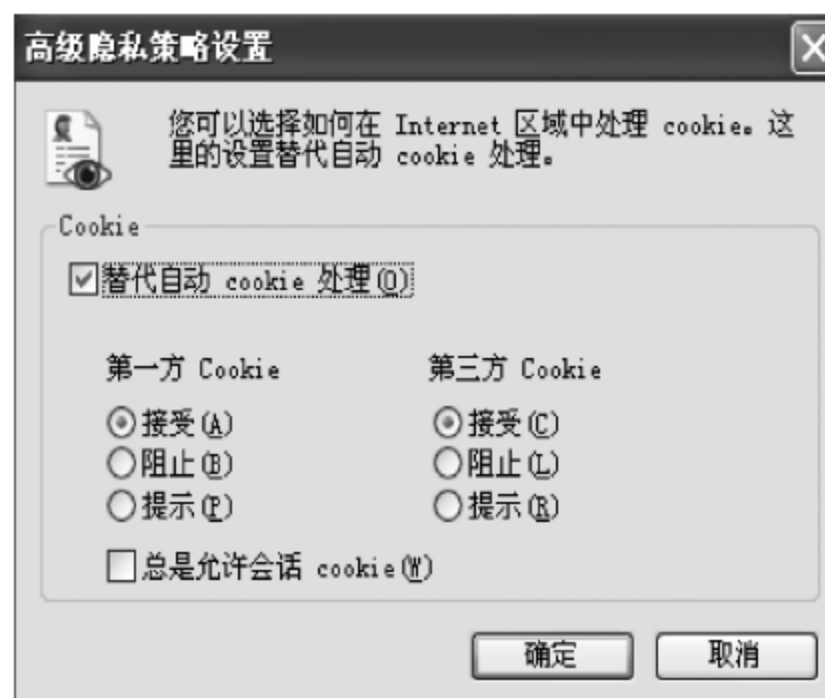 高级隐私策略设置
您可以选择如何在 Internet 区域中处理 cookie。这
里的设置替代自动 cookie 处理。
Cookie
替代自动 cookie 处理(O)
第一方 Cookie 第三方 Cookie
接受(A) 接受(C)
阻止(B) 阻止(L)
提示(P) 提示(R)
总是允许会话 cookie(W)
确定 取消